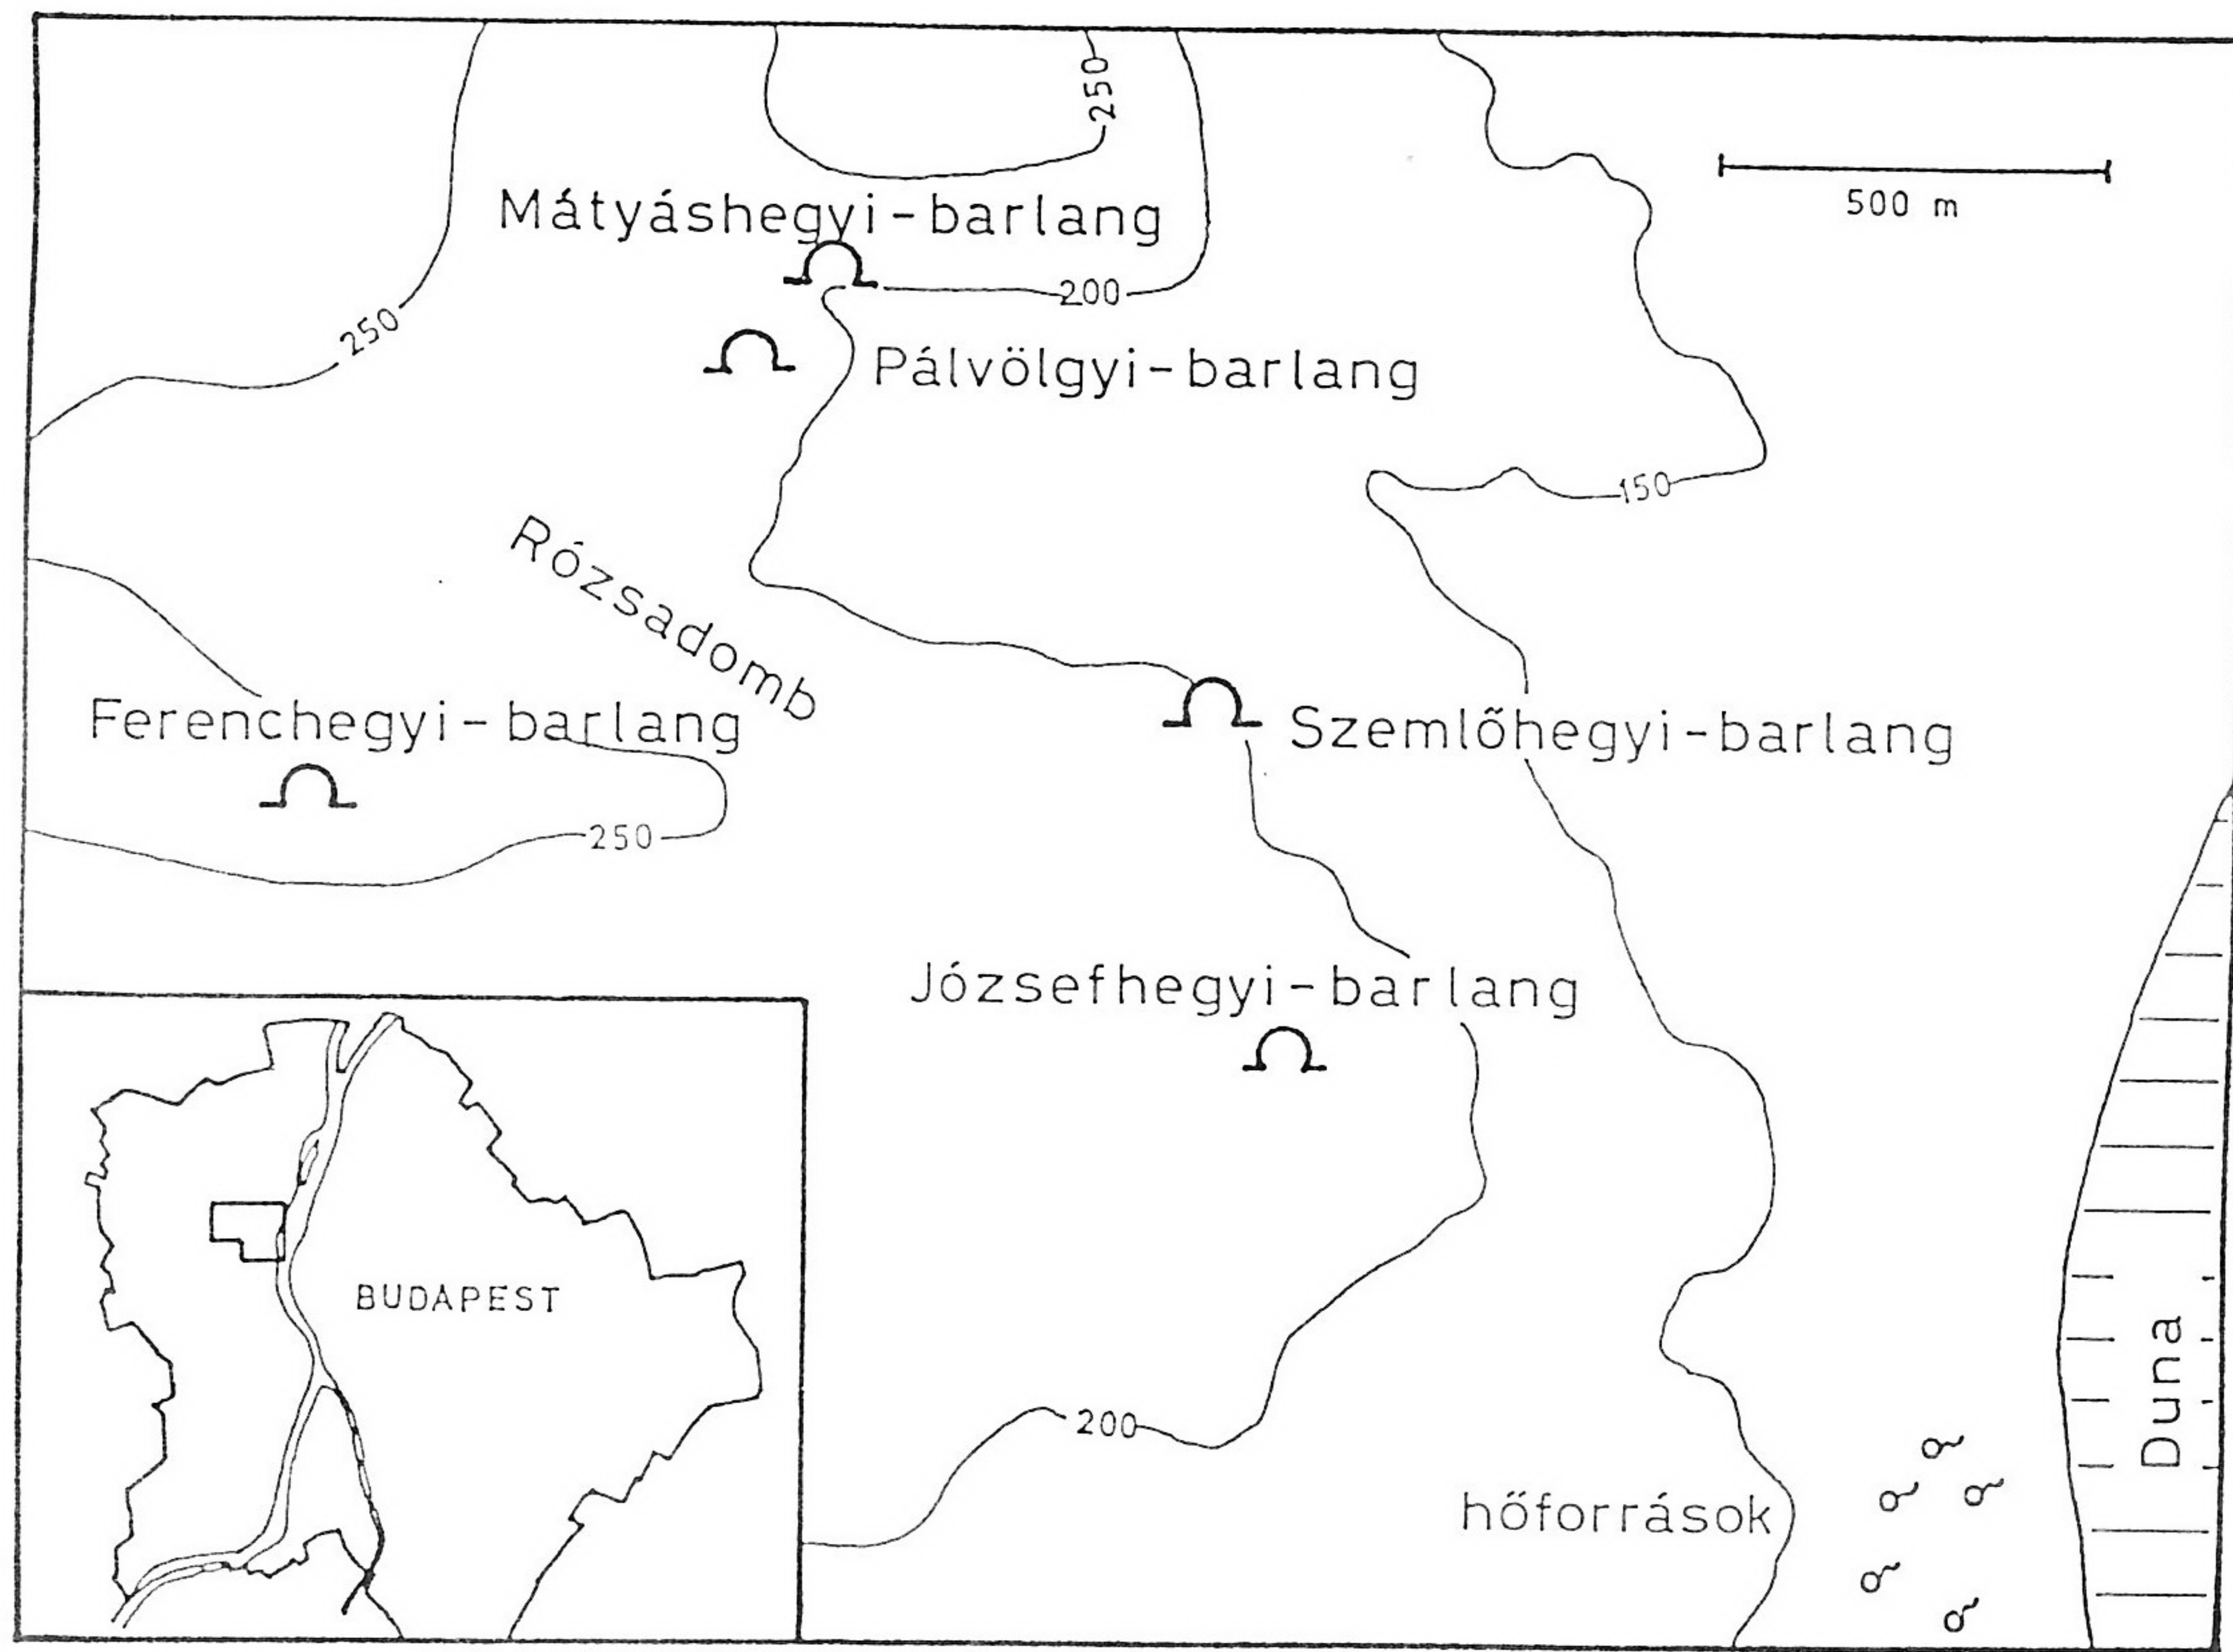 250
500 m
Mátyáshegyi-barlang
200
250
Pálvölgyi-barlang
150
Rózsadomb
Ferenchegyi-barlang
Szemlőhegyi-barlang
250
Józsefhegyi-barlang
BUDAPEST
Duna
200
hőforrások